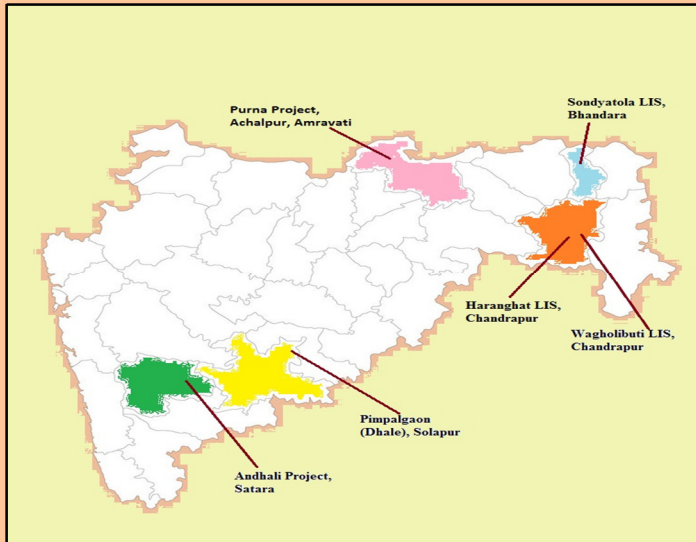 Sondyatola LIS,
Bhandara
Purna Project,
Achalpur, Amravati
Haranghat LIS,
Chandrapur
Wagholibuti LIS,
Chandrapur
Pimpalgaon
(Dhale), Solapur
Andhali Project,
Satara